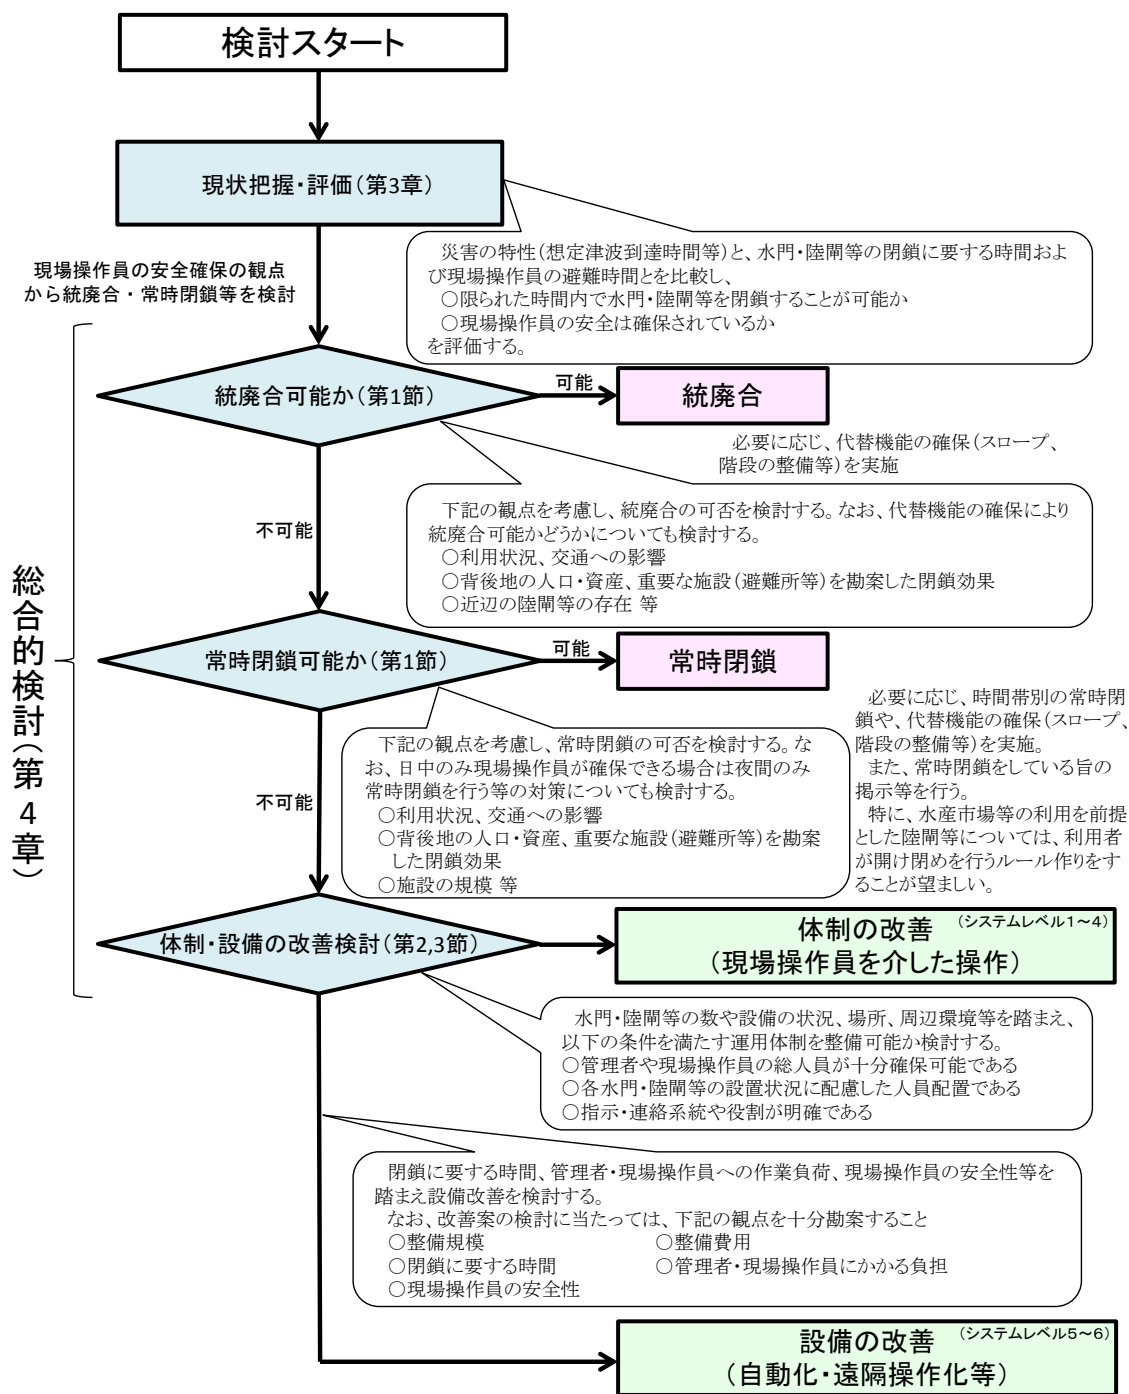 検討スタート
現状把握・評価（第3章）
現場操作員の安全確保の観点
から統廃合・常時閉鎖等を検討
災害の特性（想定津波到達時間等）と、水門・陸閘等の閉鎖に要する時間およ
び現場操作員の避難時間とを比較し、
○限られた時間内で水門・陸閘等を閉鎖することが可能か
○現場操作員の安全は確保されているか
を評価する。
総合的検討（第4章）
統廃合可能か（第1節）
可能
統廃合
必要に応じ、代替機能の確保（スロープ、
階段の整備等）を実施
下記の観点を考慮し、統廃合の可否を検討する。なお、代替機能の確保により
統廃合可能かどうかについても検討する。
○利用状況、交通への影響
○背後地の人口・資産、重要な施設（避難所等）を勘案した閉鎖効果
○近辺の陸閘等の存在 等
不可能
常時閉鎖可能か（第1節）
可能
常時閉鎖
必要に応じ、時間帯別の常時閉
鎖や、代替機能の確保（スロープ、
階段の整備等）を実施。
また、常時閉鎖をしている旨の
掲示等を行う。
特に、水産市場等の利用を前提
とした陸閘等については、利用者
が開け閉めを行うルール作りをす
ることが望ましい。
下記の観点を考慮し、常時閉鎖の可否を検討する。な
お、日中のみ現場操作員が確保できる場合は夜間のみ
常時閉鎖を行う等の対策についても検討する。
○利用状況、交通への影響
○背後地の人口・資産、重要な施設（避難所等）を勘案
した閉鎖効果
○施設の規模 等
不可能
体制・設備の改善検討（第2,3節）
体制の改善 （システムレベル1～4）
（現場操作員を介した操作）
水門・陸閘等の数や設備の状況、場所、周辺環境等を踏まえ、
以下の条件を満たす運用体制を整備可能か検討する。
○管理者や現場操作員の総人員が十分確保可能である
○各水門・陸閘等の設置状況に配慮した人員配置である
○指示・連絡系統や役割が明確である
閉鎖に要する時間、管理者・現場操作員への作業負荷、現場操作員の安全性等を
踏まえ設備改善を検討する。
なお、改善案の検討に当たっては、下記の観点を十分勘案すること
○整備規模 ○整備費用
○閉鎖に要する時間 ○管理者・現場操作員にかかる負担
○現場操作員の安全性
設備の改善 （システムレベル5～6）
（自動化・遠隔操作化等）